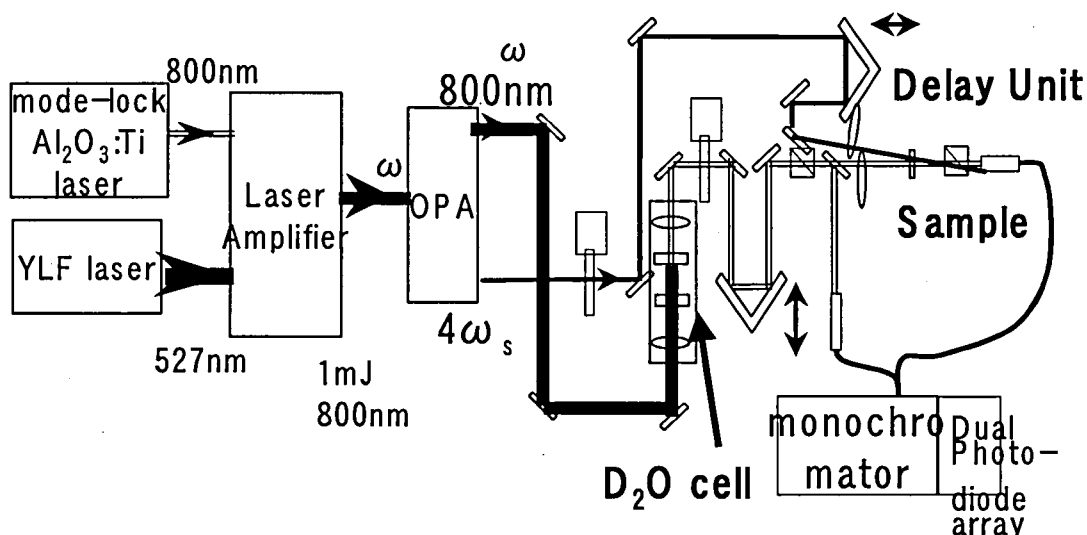 800nm
mode-lock
Al₂O₃:Ti
laser
YLF laser
527nm
Laser
Amplifier
1mJ
800nm
ω
OPA
ω
800nm
4ωs
D₂O cell
Delay Unit
Sample
monochro
mator
Dual
Photo-
diode
array